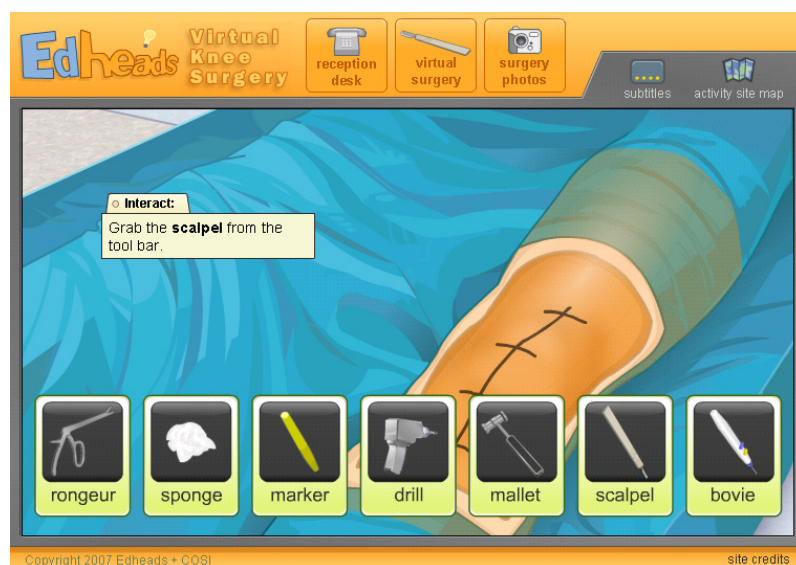 Edheads
Virtual
Knee
Surgery
reception
desk
virtual
surgery
surgery
photos
subtitles
activity site map
Interact:
Grab the scalpel from the
tool bar.
rongeur
sponge
marker
drill
mallet
scalpel
bovie
Copyright 2007 Edheads + COSI
site credits